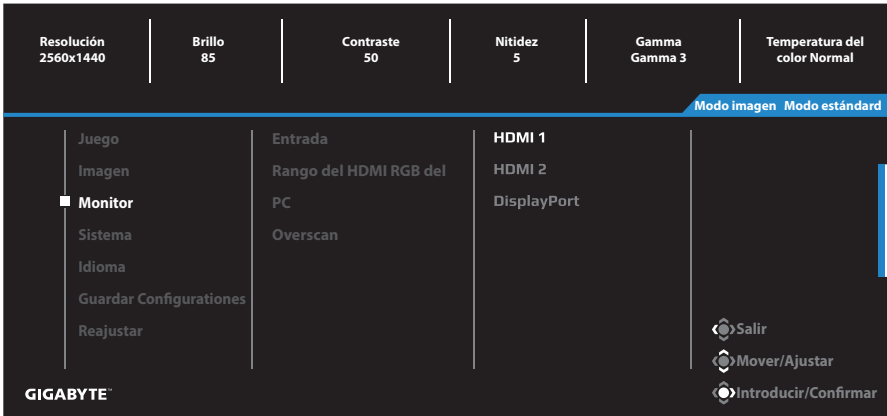 Resolución
2560x1440
Brillo
85
Contraste
50
Nitidez
5
Gamma
Gamma 3
Temperatura del
color Normal
Modo imagen Modo estándard
Juego
Imagen
Monitor
Sistema
Idioma
Guardar Configurationes
Reajustar
Entrada
Rango del HDMI RGB del
PC
Overscan
HDMI 1
HDMI 2
DisplayPort
Salir
Mover/Ajustar
Introducir/Confirmar
GIGABYTE™